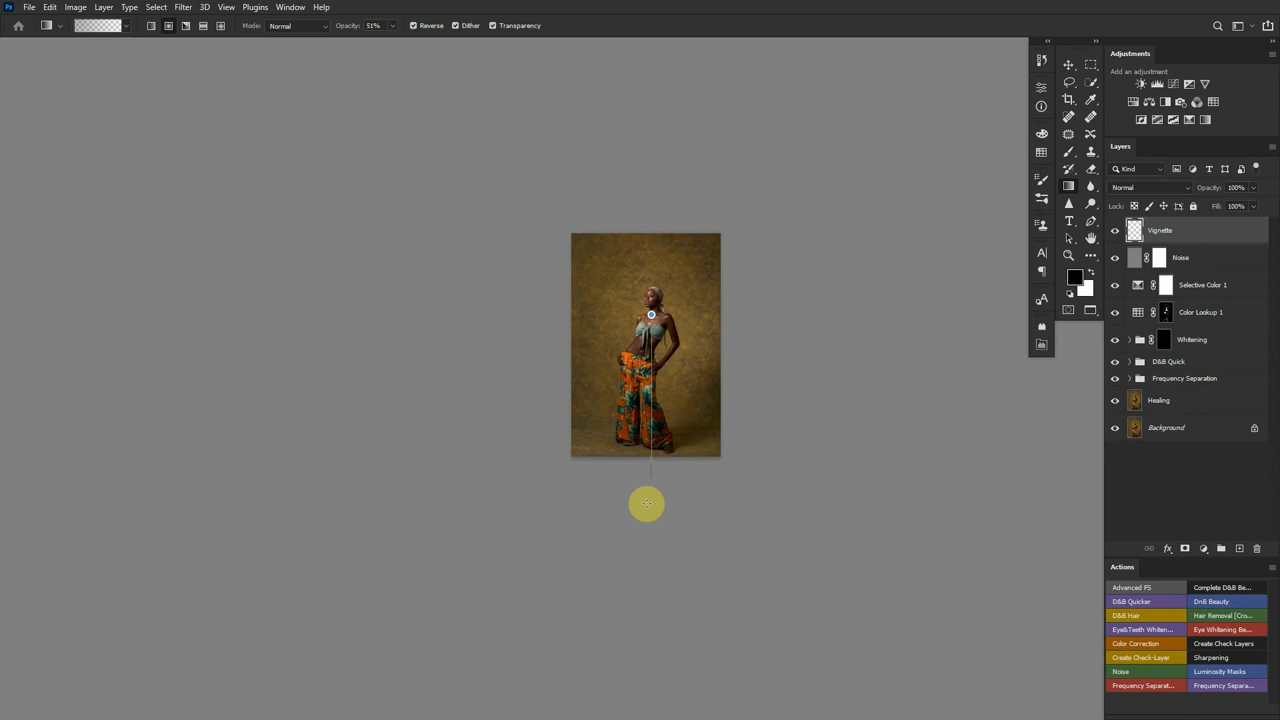 Ps File Edit Image Layer Type Select Filter 3D View Plugins Window Help
Mode: Normal Opacity: 51% Reverse Dither Transparency
Adjustments
Add an adjustment
Layers
Kind
Normal Opacity: 100%
Lock: Fill: 100%
Vignette
Noise
Selective Color 1
Color Lookup 1
Whitening
D&B Quick
Frequency Separation
Healing
Background
Actions
Advanced FS Complete D&B Be...
D&B Quicker DnB Beauty
D&B Hair Hair Removal [Cro...
Eye&Teeth Whiten... Eye Whitening Be...
Color Correction Create Check Layers
Create Check-Layer Sharpening
Noise Luminosity Masks
Frequency Separat... Frequency Separa...